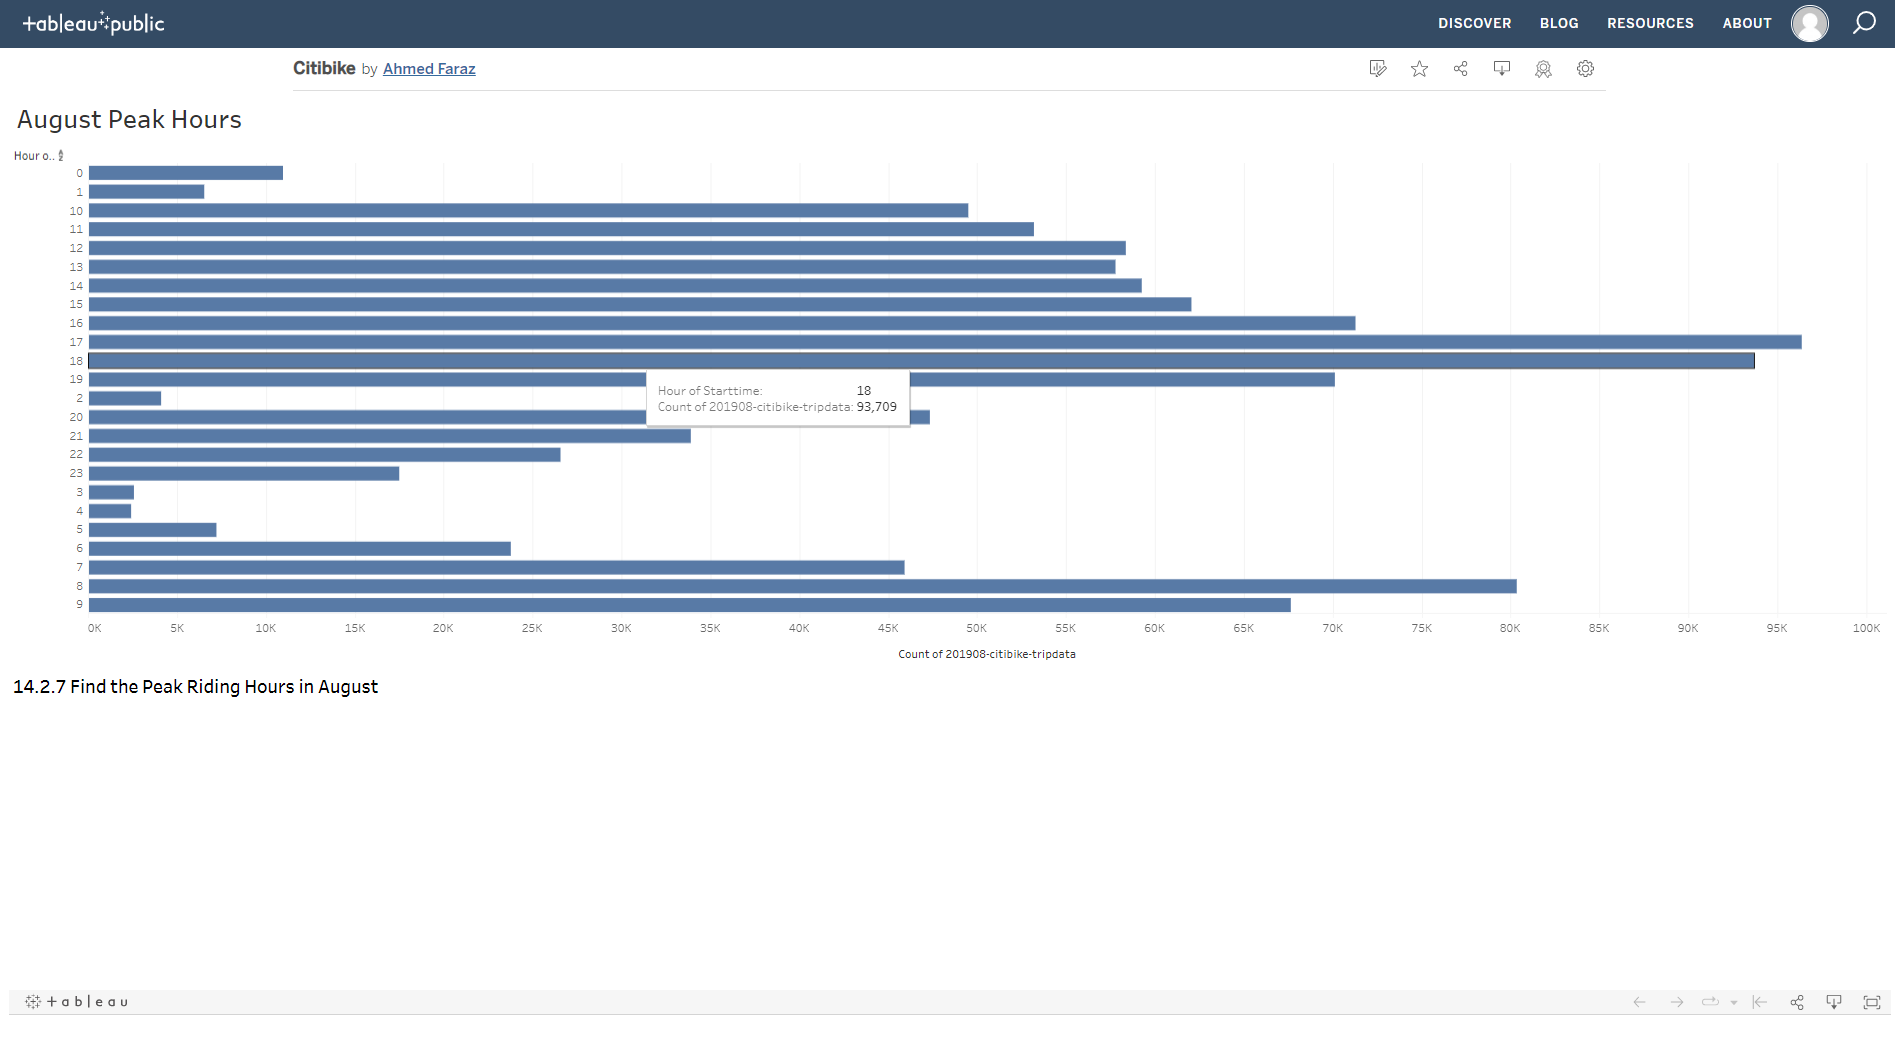 +ableau public
DISCOVER BLOG RESOURCES ABOUT
Citibike by Ahmed Faraz
August Peak Hours
Hour o..
0
1
10
11
12
13
14
15
16
17
18
19
2
20
21
22
23
3
4
5
6
7
8
9
Hour of Starttime: 18
Count of 201908-citibike-tripdata: 93,709
0K 5K 10K 15K 20K 25K 30K 35K 40K 45K 50K 55K 60K 65K 70K 75K 80K 85K 90K 95K 100K
Count of 201908-citibike-tripdata
14.2.7 Find the Peak Riding Hours in August
+ableau